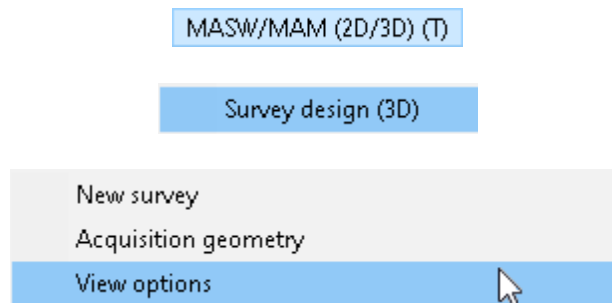 MASW/MAM (2D/3D) (T)
Survey design (3D)
New survey
Acquisition geometry
View options